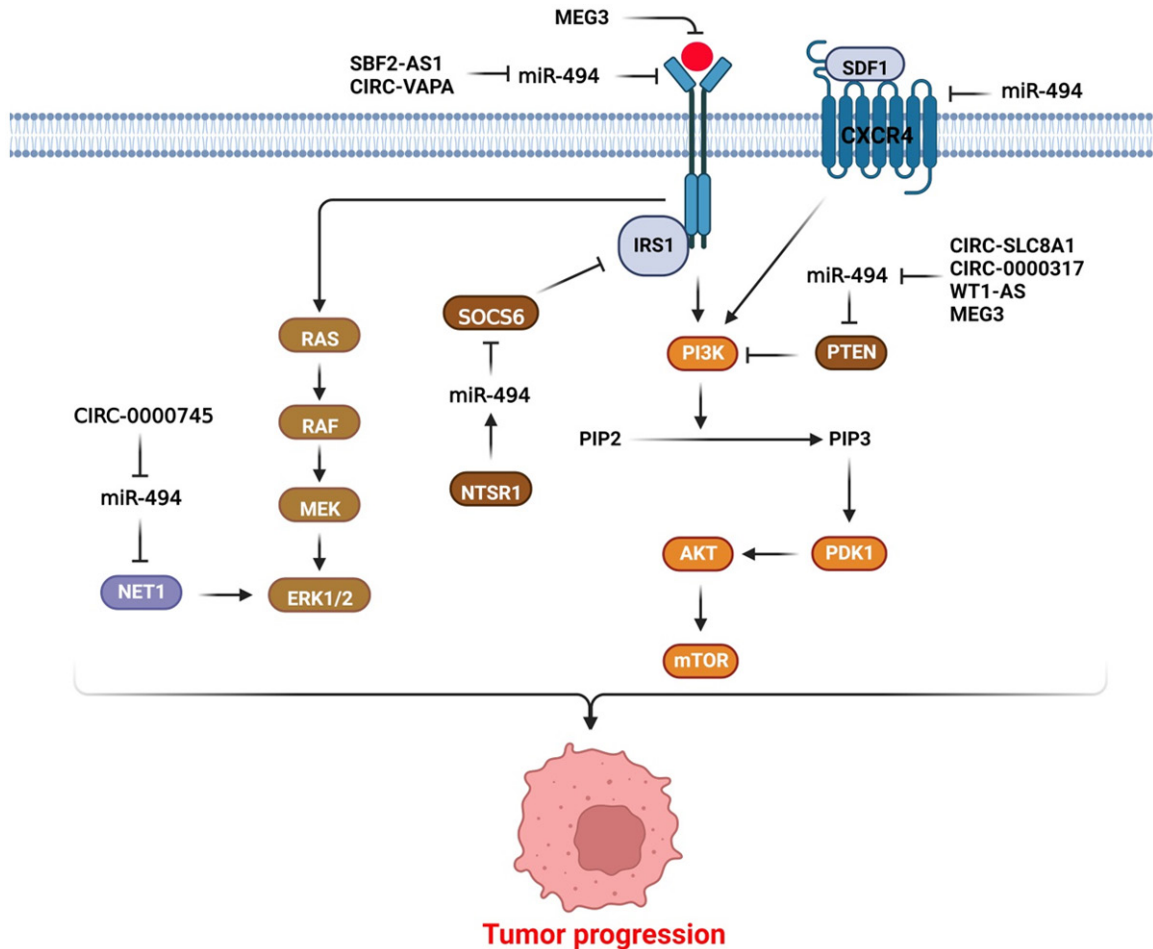 MEG3
SBF2-AS1
CIRC-VAPA
miR-494
SDF1
miR-494
CXCR4
IRS1
CIRC-SLC8A1
CIRC-0000317
WT1-AS
MEG3
miR-494
SOCS6
RAS
PI3K
PTEN
miR-494
CIRC-0000745
RAF
PIP2
PIP3
miR-494
NTSR1
MEK
AKT
PDK1
NET1
ERK1/2
mTOR
Tumor progression